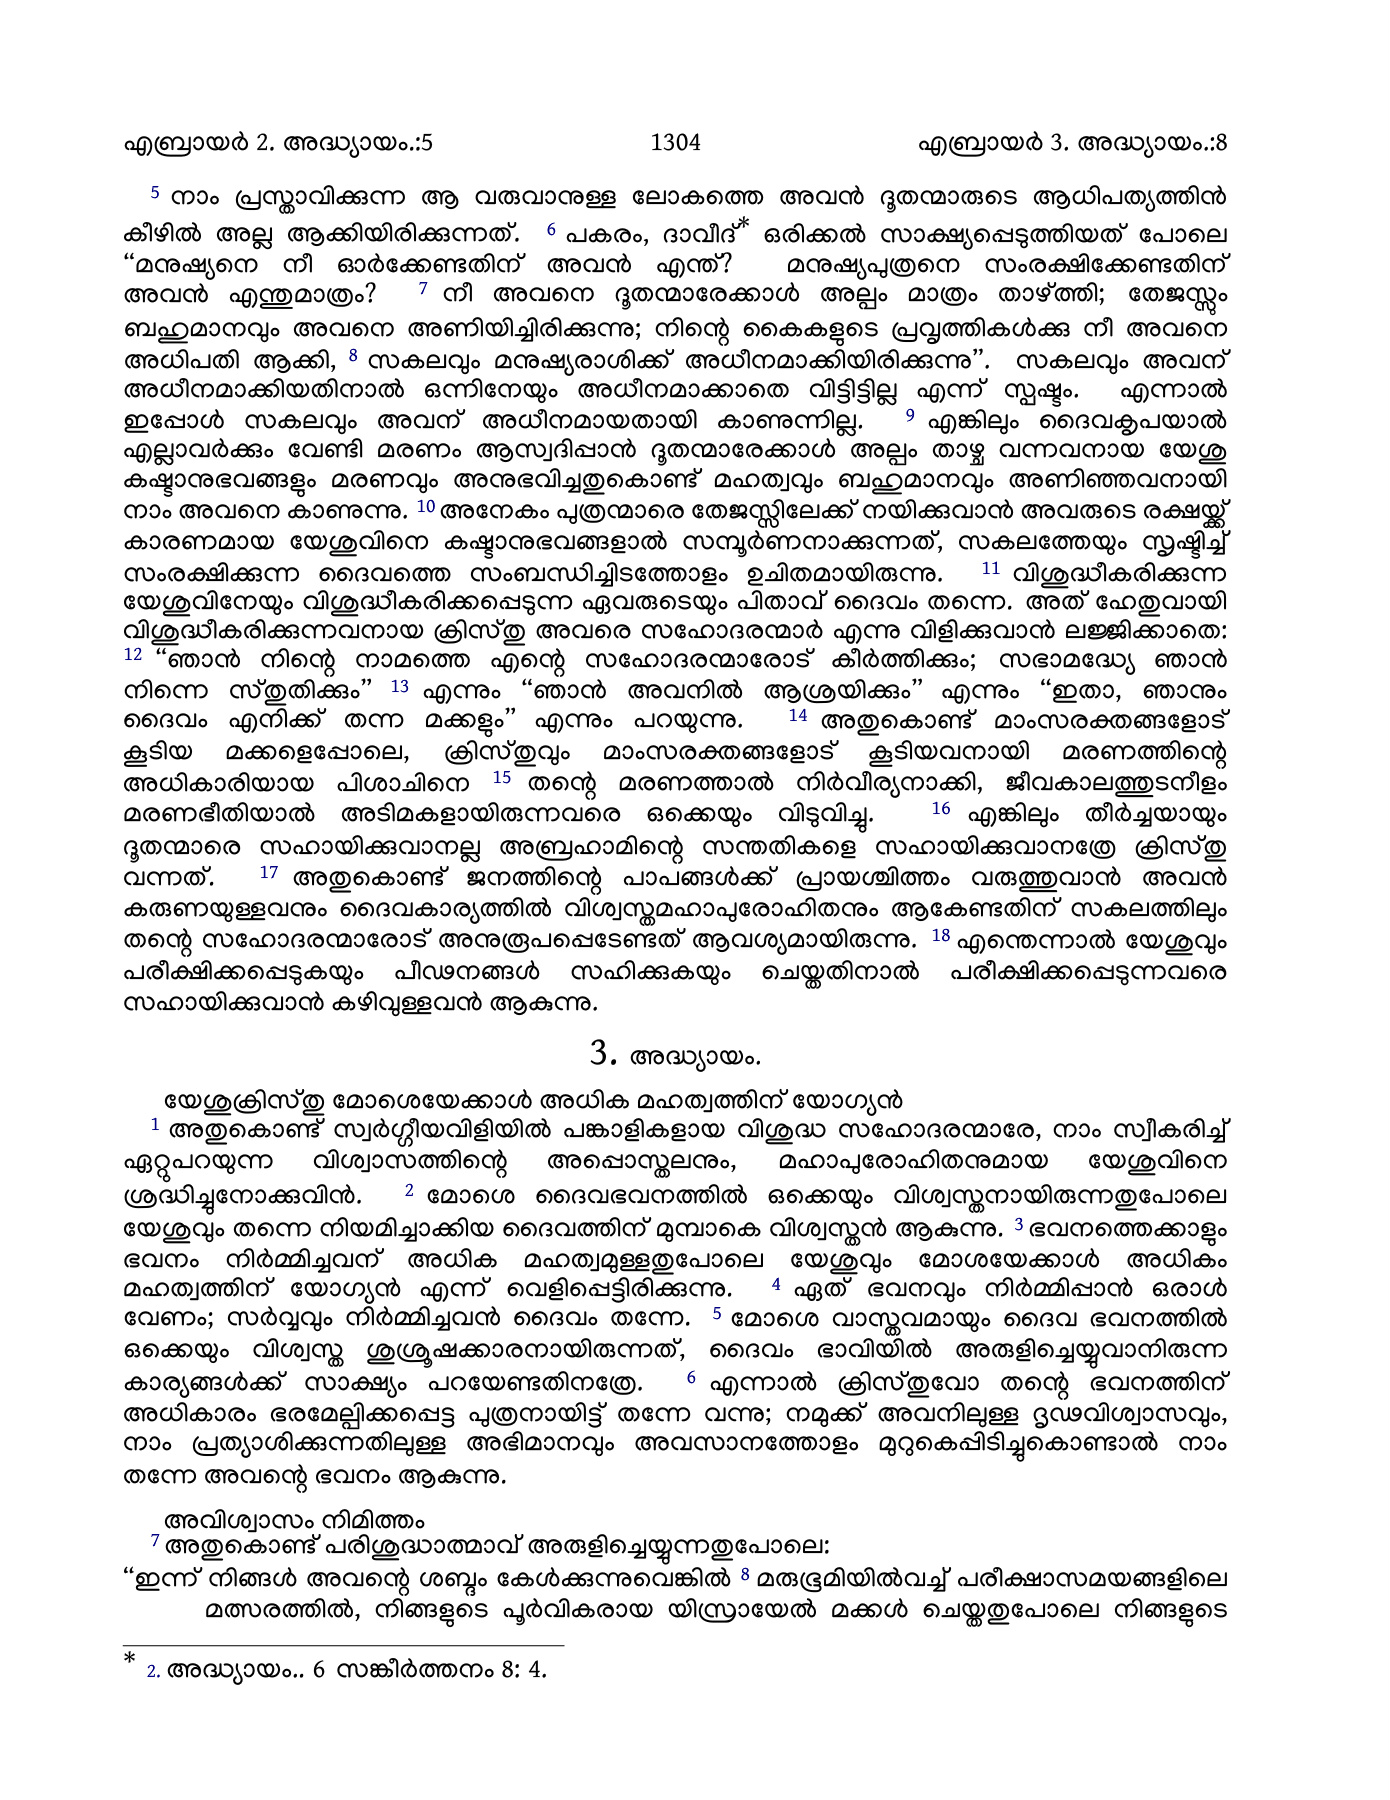 എബ്രായർ 2. അദ്ധ്യായം.:5 1304 എബ്രായർ 3. അദ്ധ്യായം.:8
5 നാം പ്രസ്താവിക്കുന്ന ആ വരുവാനുള്ള ലോകത്തെ അവൻ ദൂതന്മാരുടെ ആധിപത്യത്തിൻ
കീഴിൽ അല്ല ആക്കിയിരിക്കുന്നത്. 6 പകരം, ദാവീദ്* ഒരിക്കൽ സാക്ഷ്യപ്പെടുത്തിയത് പോലെ
“മനുഷ്യനെ നീ ഓർക്കേണ്ടതിന് അവൻ എന്ത്? മനുഷ്യപുത്രനെ സംരക്ഷിക്കേണ്ടതിന്
അവൻ എന്തുമാത്രം? 7 നീ അവനെ ദൂതന്മാരേക്കാൾ അല്പം മാത്രം താഴ്ത്തി; തേജസ്സും
ബഹുമാനവും അവനെ അണിയിച്ചിരിക്കുന്നു; നിന്റെ കൈകളുടെ പ്രവൃത്തികൾക്കു നീ അവനെ
അധിപതി ആക്കി, 8 സകലവും മനുഷ്യരാശിക്ക് അധീനമാക്കിയിരിക്കുന്നു”. സകലവും അവന്
അധീനമാക്കിയതിനാൽ ഒന്നിനേയും അധീനമാക്കാതെ വിട്ടിട്ടില്ല എന്ന് സ്പഷ്ടം. എന്നാൽ
ഇപ്പോൾ സകലവും അവന് അധീനമായതായി കാണുന്നില്ല. 9 എങ്കിലും ദൈവകൃപയാൽ
എല്ലാവർക്കും വേണ്ടി മരണം ആസ്വദിപ്പാൻ ദൂതന്മാരേക്കാൾ അല്പം താഴ്ച വന്നവനായ യേശു
കഷ്ടാനുഭവങ്ങളും മരണവും അനുഭവിച്ചതുകൊണ്ട് മഹത്വവും ബഹുമാനവും അണിഞ്ഞവനായി
നാം അവനെ കാണുന്നു. 10 അനേകം പുത്രന്മാരെ തേജസ്സിലേക്ക് നയിക്കുവാൻ അവരുടെ രക്ഷയ്ക്ക്
കാരണമായ യേശുവിനെ കഷ്ടാനുഭവങ്ങളാൽ സമ്പൂർണനാക്കുന്നത്, സകലത്തേയും സൃഷ്ടിച്ച്
സംരക്ഷിക്കുന്ന ദൈവത്തെ സംബന്ധിച്ചിടത്തോളം ഉചിതമായിരുന്നു. 11 വിശുദ്ധീകരിക്കുന്ന
യേശുവിനേയും വിശുദ്ധീകരിക്കപ്പെടുന്ന ഏവരുടെയും പിതാവ് ദൈവം തന്നെ. അത് ഹേതുവായി
വിശുദ്ധീകരിക്കുന്നവനായ ക്രിസ്തു അവരെ സഹോദരന്മാർ എന്നു വിളിക്കുവാൻ ലജ്ജിക്കാതെ:
12 “ഞാൻ നിന്റെ നാമത്തെ എന്റെ സഹോദരന്മാരോട് കീർത്തിക്കും; സഭാമദ്ധ്യേ ഞാൻ
നിന്നെ സ്തുതിക്കും” 13 എന്നും “ഞാൻ അവനിൽ ആശ്രയിക്കും” എന്നും “ഇതാ, ഞാനും
ദൈവം എനിക്ക് തന്ന മക്കളും” എന്നും പറയുന്നു. 14 അതുകൊണ്ട് മാംസരക്തങ്ങളോട്
കൂടിയ മക്കളെപ്പോലെ, ക്രിസ്തുവും മാംസരക്തങ്ങളോട് കൂടിയവനായി മരണത്തിന്റെ
അധികാരിയായ പിശാചിനെ 15 തന്റെ മരണത്താൽ നിർവീര്യനാക്കി, ജീവകാലത്തുടനീളം
മരണഭീതിയാൽ അടിമകളായിരുന്നവരെ ഒക്കെയും വിടുവിച്ചു. 16 എങ്കിലും തീർച്ചയായും
ദൂതന്മാരെ സഹായിക്കുവാനല്ല അബ്രഹാമിന്റെ സന്തതികളെ സഹായിക്കുവാനത്രേ ക്രിസ്തു
വന്നത്. 17 അതുകൊണ്ട് ജനത്തിന്റെ പാപങ്ങൾക്ക് പ്രായശ്ചിത്തം വരുത്തുവാൻ അവൻ
കരുണയുള്ളവനും ദൈവകാര്യത്തിൽ വിശ്വസ്തമഹാപുരോഹിതനും ആകേണ്ടതിന് സകലത്തിലും
തന്റെ സഹോദരന്മാരോട് അനുരൂപപ്പെടേണ്ടത് ആവശ്യമായിരുന്നു. 18 എന്തെന്നാൽ യേശുവും
പരീക്ഷിക്കപ്പെടുകയും പീഢനങ്ങൾ സഹിക്കുകയും ചെയ്തതിനാൽ പരീക്ഷിക്കപ്പെടുന്നവരെ
സഹായിക്കുവാൻ കഴിവുള്ളവൻ ആകുന്നു.
3. അദ്ധ്യായം.
യേശുക്രിസ്തു മോശെയേക്കാൾ അധിക മഹത്വത്തിന് യോഗ്യൻ
1 അതുകൊണ്ട് സ്വർഗ്ഗീയവിളിയിൽ പങ്കാളികളായ വിശുദ്ധ സഹോദരന്മാരേ, നാം സ്വീകരിച്ച്
ഏറ്റുപറയുന്ന വിശ്വാസത്തിന്റെ അപ്പൊസ്തലനും, മഹാപുരോഹിതനുമായ യേശുവിനെ
ശ്രദ്ധിച്ചുനോക്കുവിൻ. 2 മോശെ ദൈവഭവനത്തിൽ ഒക്കെയും വിശ്വസ്തനായിരുന്നതുപോലെ
യേശുവും തന്നെ നിയമിച്ചാക്കിയ ദൈവത്തിന് മുമ്പാകെ വിശ്വസ്തൻ ആകുന്നു. 3 ഭവനത്തെക്കാളും
ഭവനം നിർമ്മിച്ചവന് അധിക മഹത്വമുള്ളതുപോലെ യേശുവും മോശയേക്കാൾ അധികം
മഹത്വത്തിന് യോഗ്യൻ എന്ന് വെളിപ്പെട്ടിരിക്കുന്നു. 4 ഏത് ഭവനവും നിർമ്മിപ്പാൻ ഒരാൾ
വേണം; സർവ്വവും നിർമ്മിച്ചവൻ ദൈവം തന്നേ. 5 മോശെ വാസ്തവമായും ദൈവ ഭവനത്തിൽ
ഒക്കെയും വിശ്വസ്ത ശുശ്രൂഷക്കാരനായിരുന്നത്, ദൈവം ഭാവിയിൽ അരുളിച്ചെയ്യുവാനിരുന്ന
കാര്യങ്ങൾക്ക് സാക്ഷ്യം പറയേണ്ടതിനത്രേ. 6 എന്നാൽ ക്രിസ്തുവോ തന്റെ ഭവനത്തിന്
അധികാരം ഭരമേല്പിക്കപ്പെട്ട പുത്രനായിട്ട് തന്നേ വന്നു; നമുക്ക് അവനിലുള്ള ദൃഢവിശ്വാസവും,
നാം പ്രത്യാശിക്കുന്നതിലുള്ള അഭിമാനവും അവസാനത്തോളം മുറുകെപ്പിടിച്ചുകൊണ്ടാൽ നാം
തന്നേ അവന്റെ ഭവനം ആകുന്നു.
അവിശ്വാസം നിമിത്തം
7 അതുകൊണ്ട് പരിശുദ്ധാത്മാവ് അരുളിച്ചെയ്യുന്നതുപോലെ:
“ഇന്ന് നിങ്ങൾ അവന്റെ ശബ്ദം കേൾക്കുന്നുവെങ്കിൽ 8 മരുഭൂമിയിൽവച്ച് പരീക്ഷാസമയങ്ങളിലെ
മത്സരത്തിൽ, നിങ്ങളുടെ പൂർവികരായ യിസ്രായേൽ മക്കൾ ചെയ്തതുപോലെ നിങ്ങളുടെ
* 2. അദ്ധ്യായം.. 6 സങ്കീർത്തനം 8: 4.